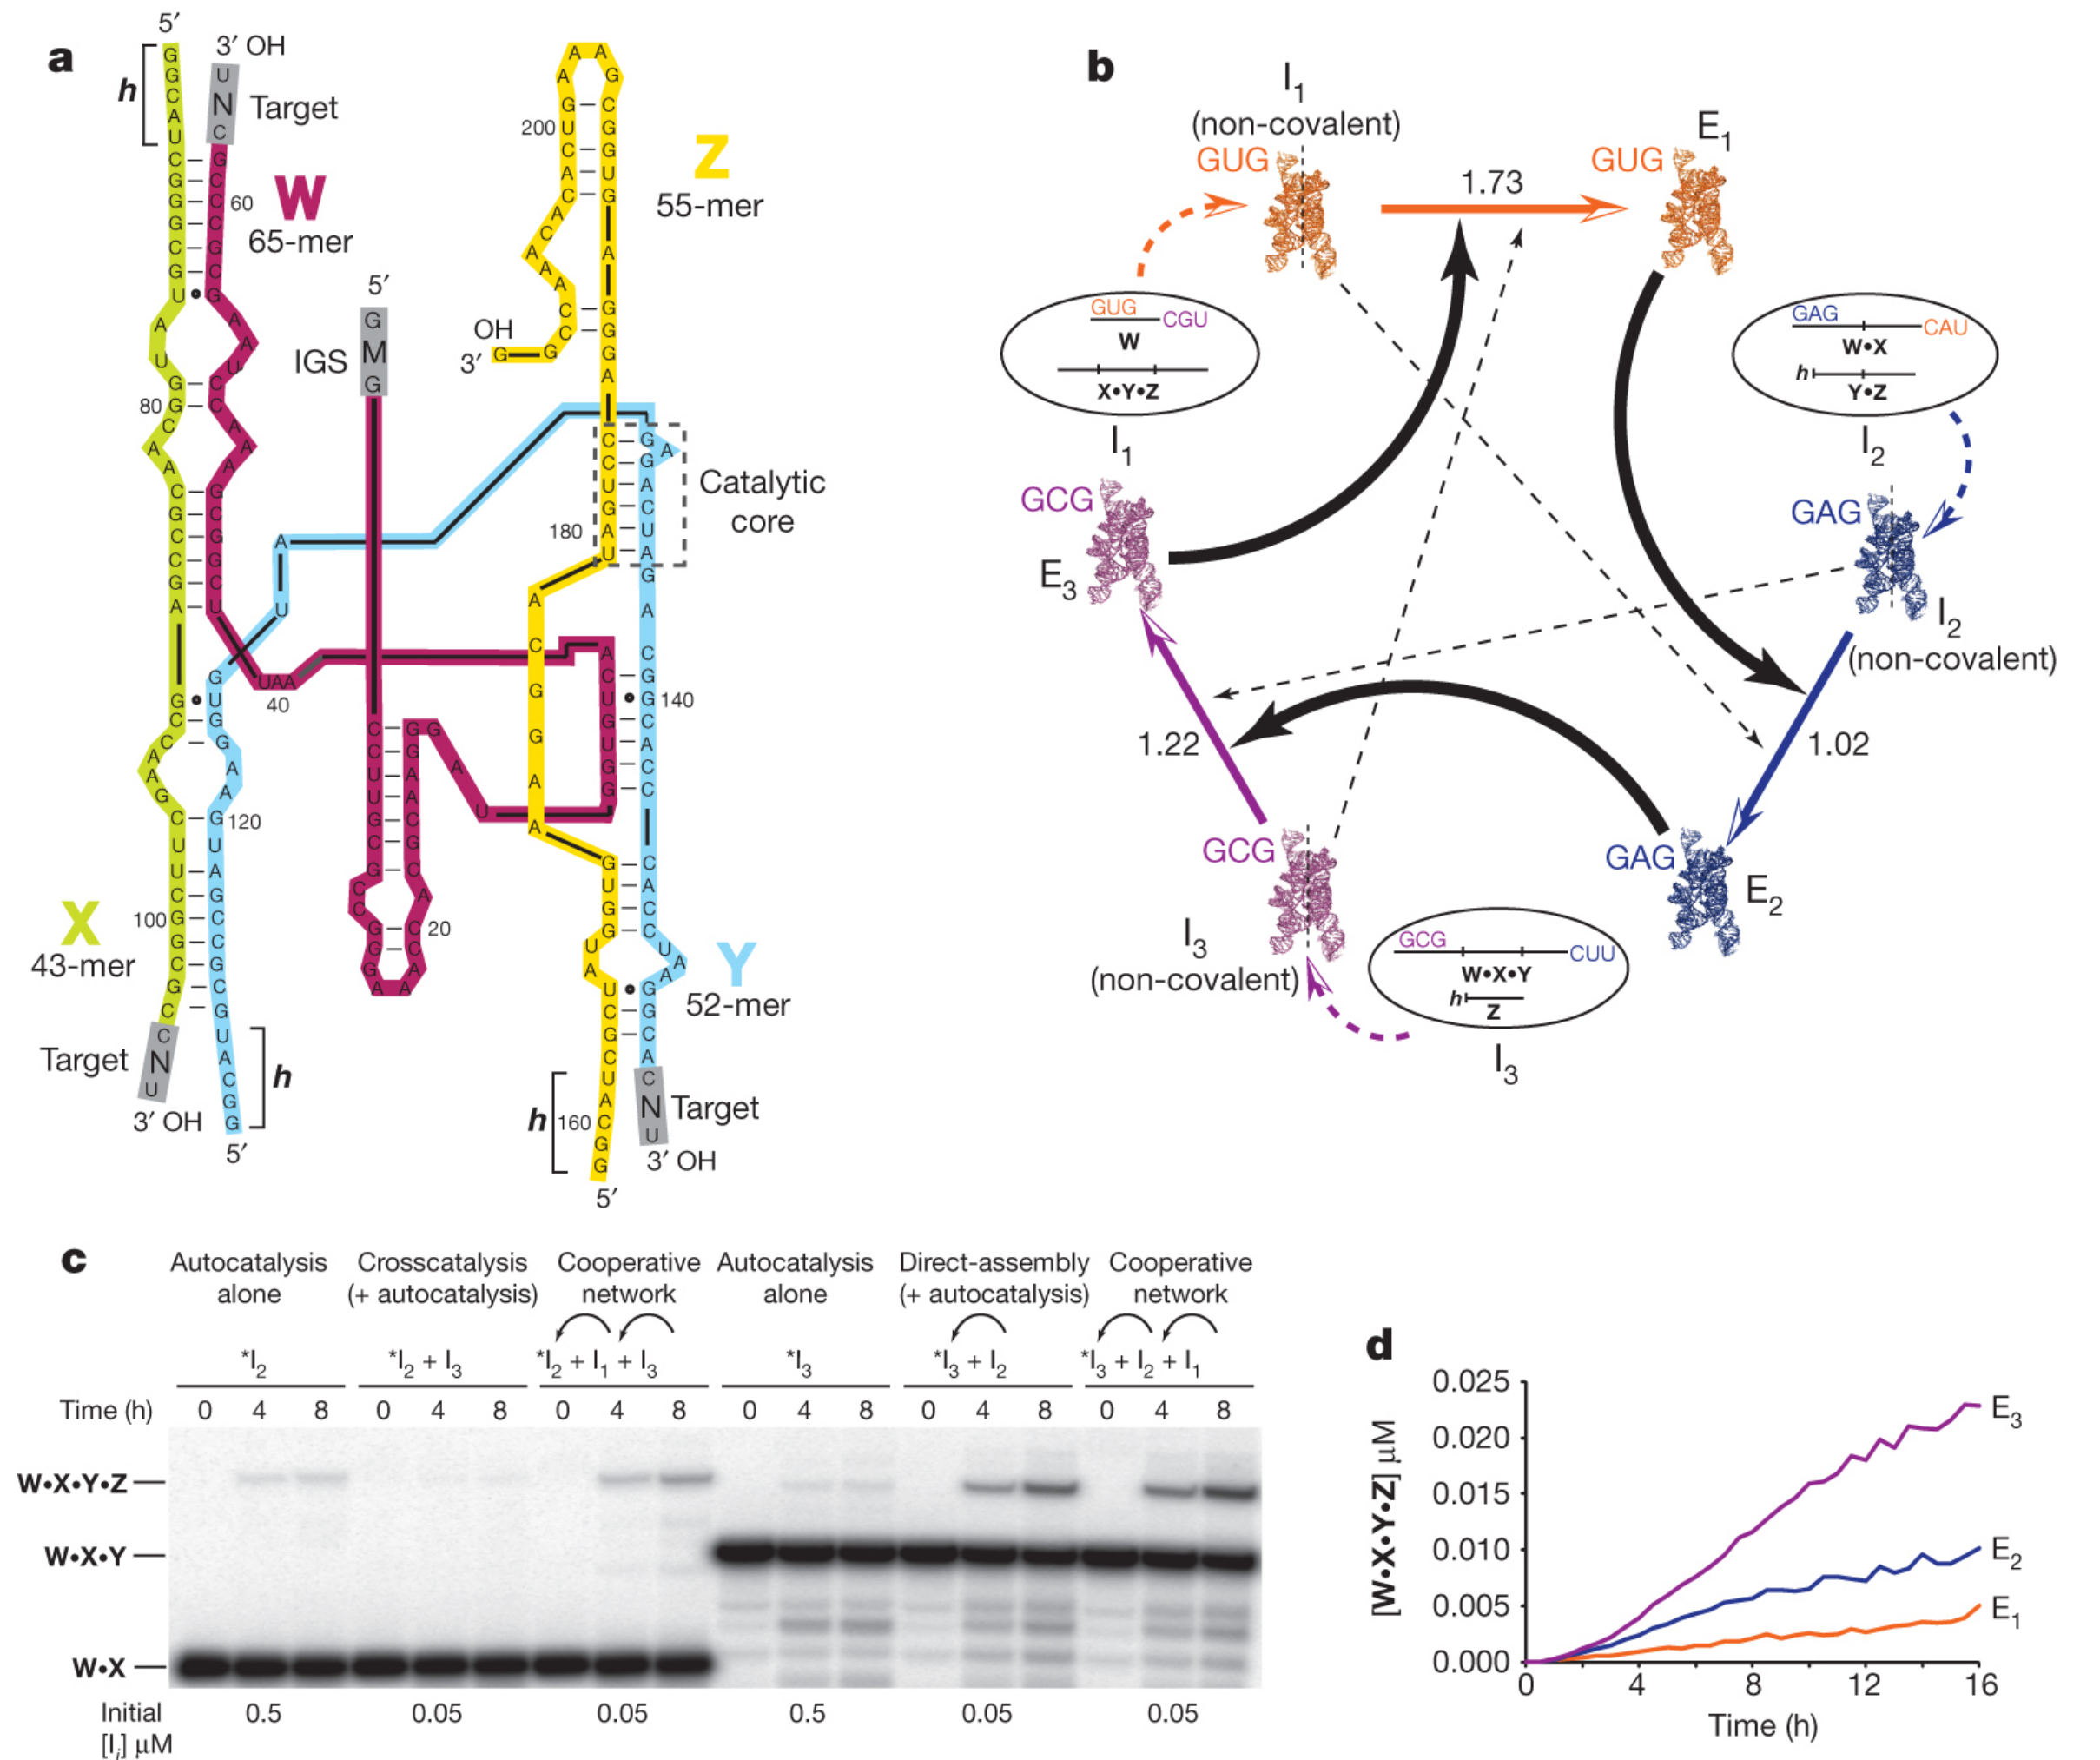 a
5′
G G C A U C G G G C G U A U G G C A A C G C C G A G C C A A G C U U C G G C G C C N U
h
80
100
X
43-mer
Target
3′ OH
3′ OH
U N C
Target
G C C C G C G A A U C C A A A G C G G C U
60
W
65-mer
UAA
40
A C U G U G G
5′
G M G
IGS
C C U U G C G C C G G G A
A A C C A C G C A A G G G A U
20
A U
G U G G A A G U A G C C G C G U A C G G
120
h
5′
Z
55-mer
A A G C G G U G A G G G A C C U G A U A C G G A A G U G G U A U C G C U A C G G
A G U C A C A C A A A C C G G
200
180
160
OH
3′
h
5′
Catalytic
core
G A G A C U A G A C G G C A C C C A C C U A A G G C A C N U
140
Y
52-mer
Target
3′ OH
b
I1
(non-covalent)
GUG
1.73
GUG
E1
GUG
CGU
W
X•Y•Z
I1
GAG
CAU
W•X
h
Y•Z
I2
GCG
E3
GAG
I2
(non-covalent)
1.22
1.02
GCG
I3
(non-covalent)
GCG
CUU
W•X•Y
h
Z
I3
GAG
E2
c
Autocatalysis alone
Crosscatalysis (+ autocatalysis)
Cooperative network
Autocatalysis alone
Direct-assembly (+ autocatalysis)
Cooperative network
*I2 *I2 + I3 *I2 + I1 + I3 *I3 *I3 + I2 *I3 + I2 + I1
Time (h) 0 4 8 0 4 8 0 4 8 0 4 8 0 4 8 0 4 8
W•X•Y•Z
W•X•Y
W•X
Initial [Ii] μM 0.5 0.05 0.05 0.5 0.05 0.05
d
[W•X•Y•Z] μM
0.025
0.020
0.015
0.010
0.005
0.000
E3
E2
E1
0 4 8 12 16
Time (h)